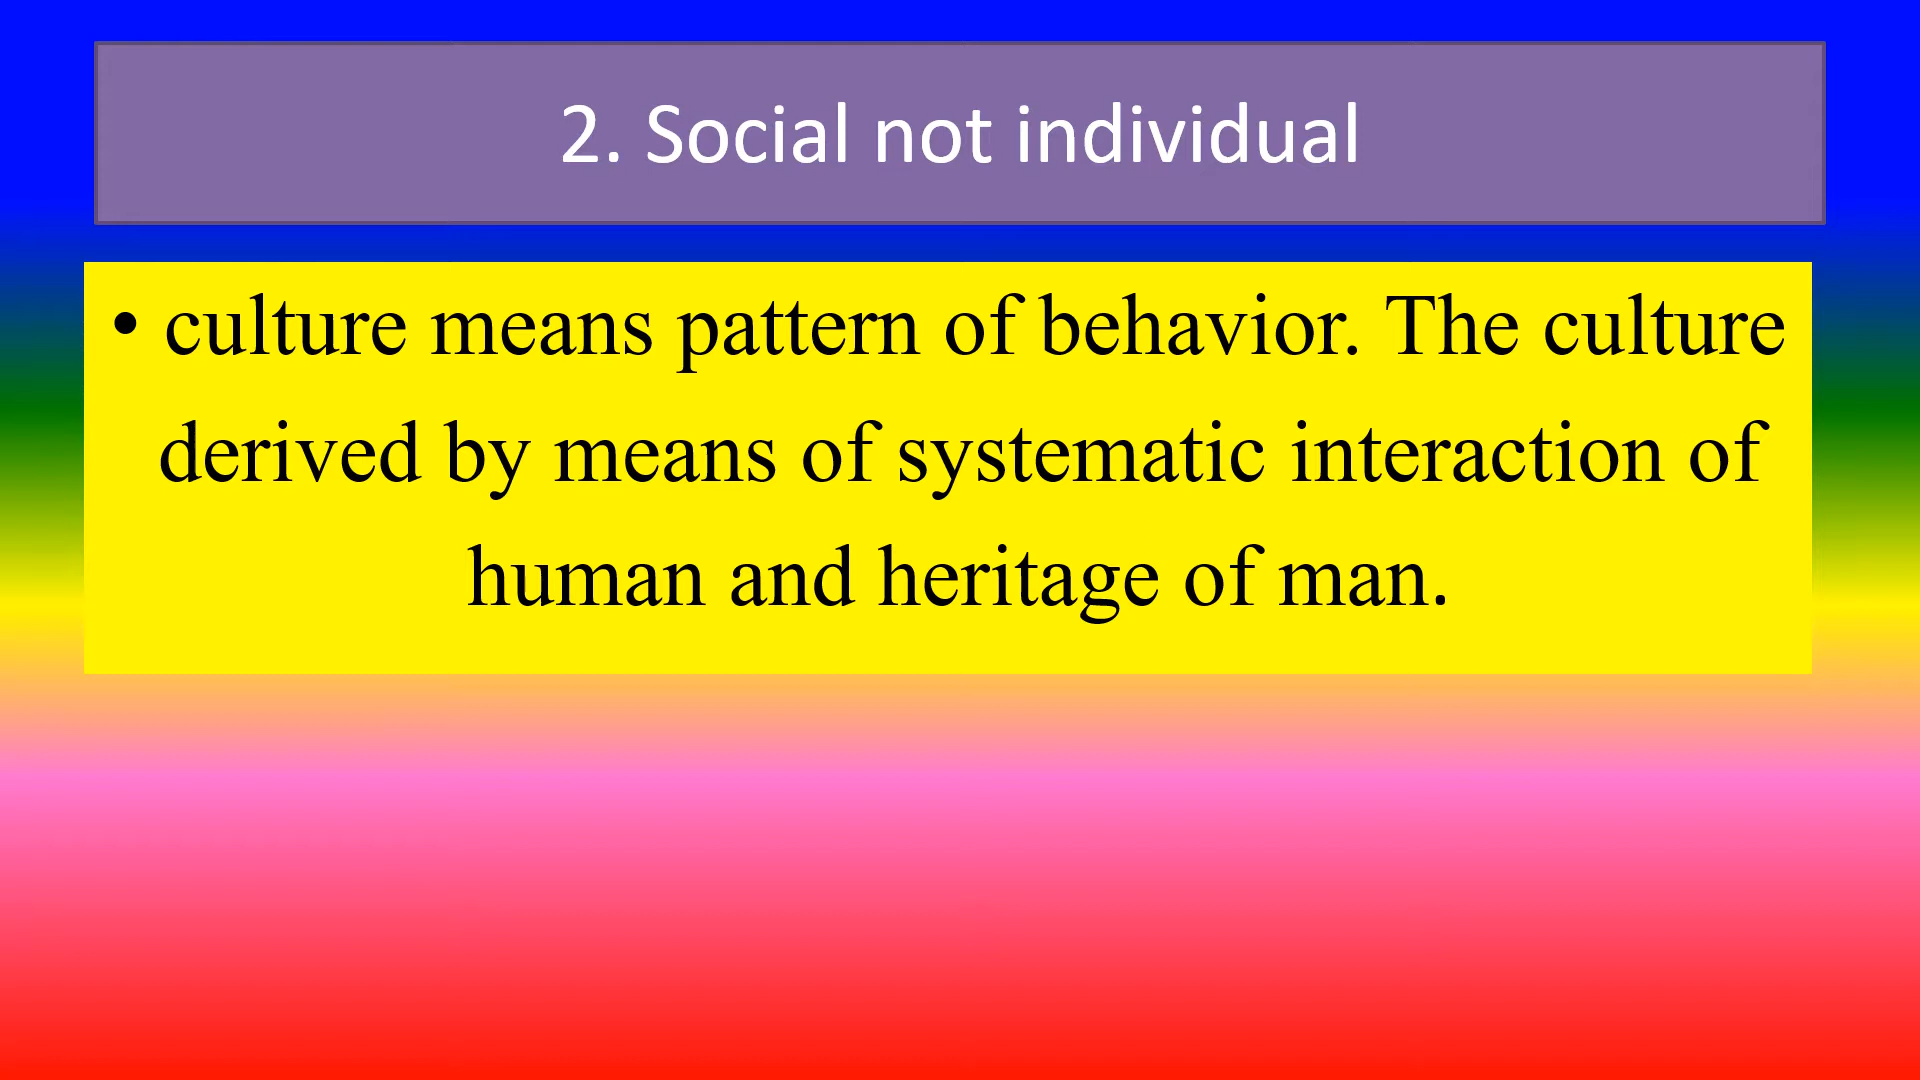 2. Social not individual
• culture means pattern of behavior. The culture
derived by means of systematic interaction of
human and heritage of man.